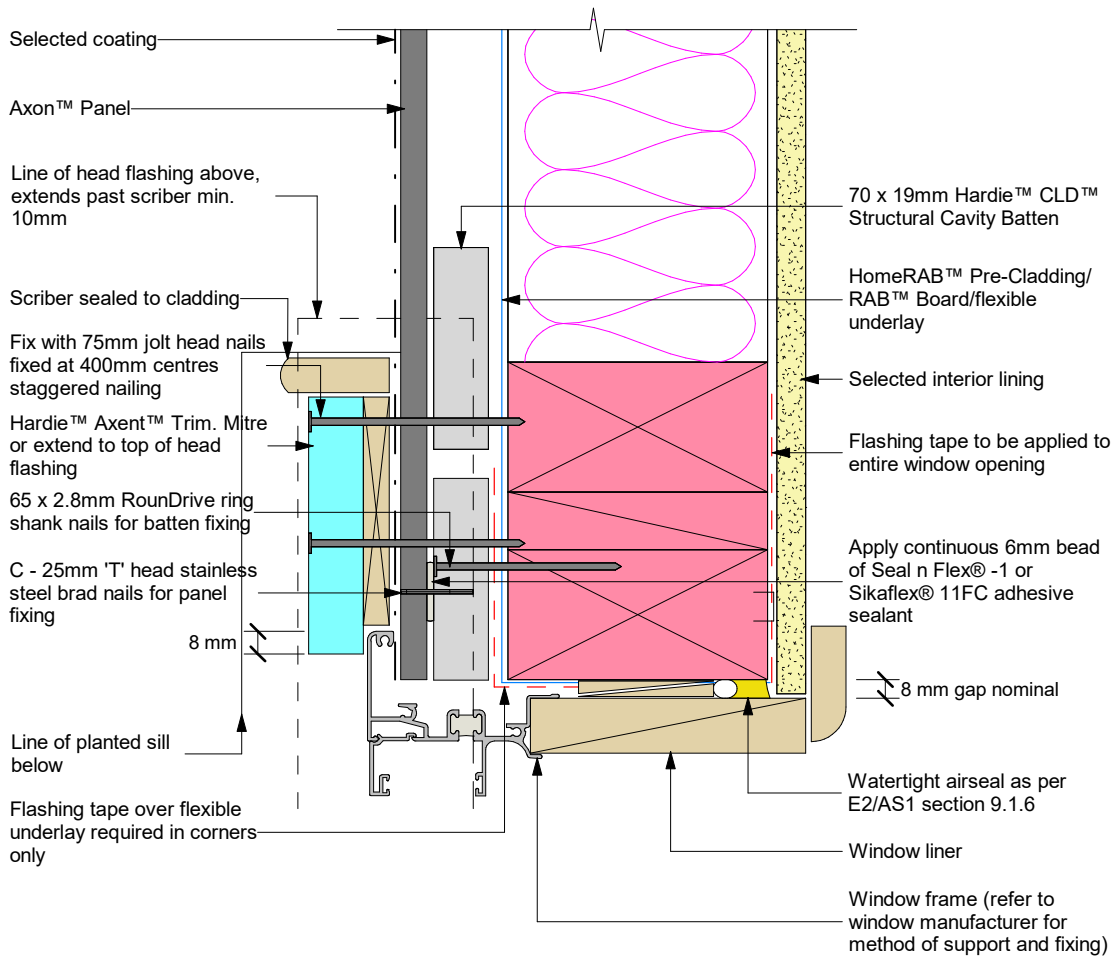 Selected coating
Axon™ Panel
Line of head flashing above,
extends past scriber min.
10mm
Scriber sealed to cladding
Fix with 75mm jolt head nails
fixed at 400mm centres
staggered nailing
Hardie™ Axent™ Trim. Mitre
or extend to top of head
flashing
65 x 2.8mm RounDrive ring
shank nails for batten fixing
C - 25mm 'T' head stainless
steel brad nails for panel
fixing
8 mm
Line of planted sill
below
Flashing tape over flexible
underlay required in corners
only
70 x 19mm Hardie™ CLD™
Structural Cavity Batten
HomeRAB™ Pre-Cladding/
RAB™ Board/flexible
underlay
Selected interior lining
Flashing tape to be applied to
entire window opening
Apply continuous 6mm bead
of Seal n Flex® -1 or
Sikaflex® 11FC adhesive
sealant
8 mm gap nominal
Watertight airseal as per
E2/AS1 section 9.1.6
Window liner
Window frame (refer to
window manufacturer for
method of support and fixing)